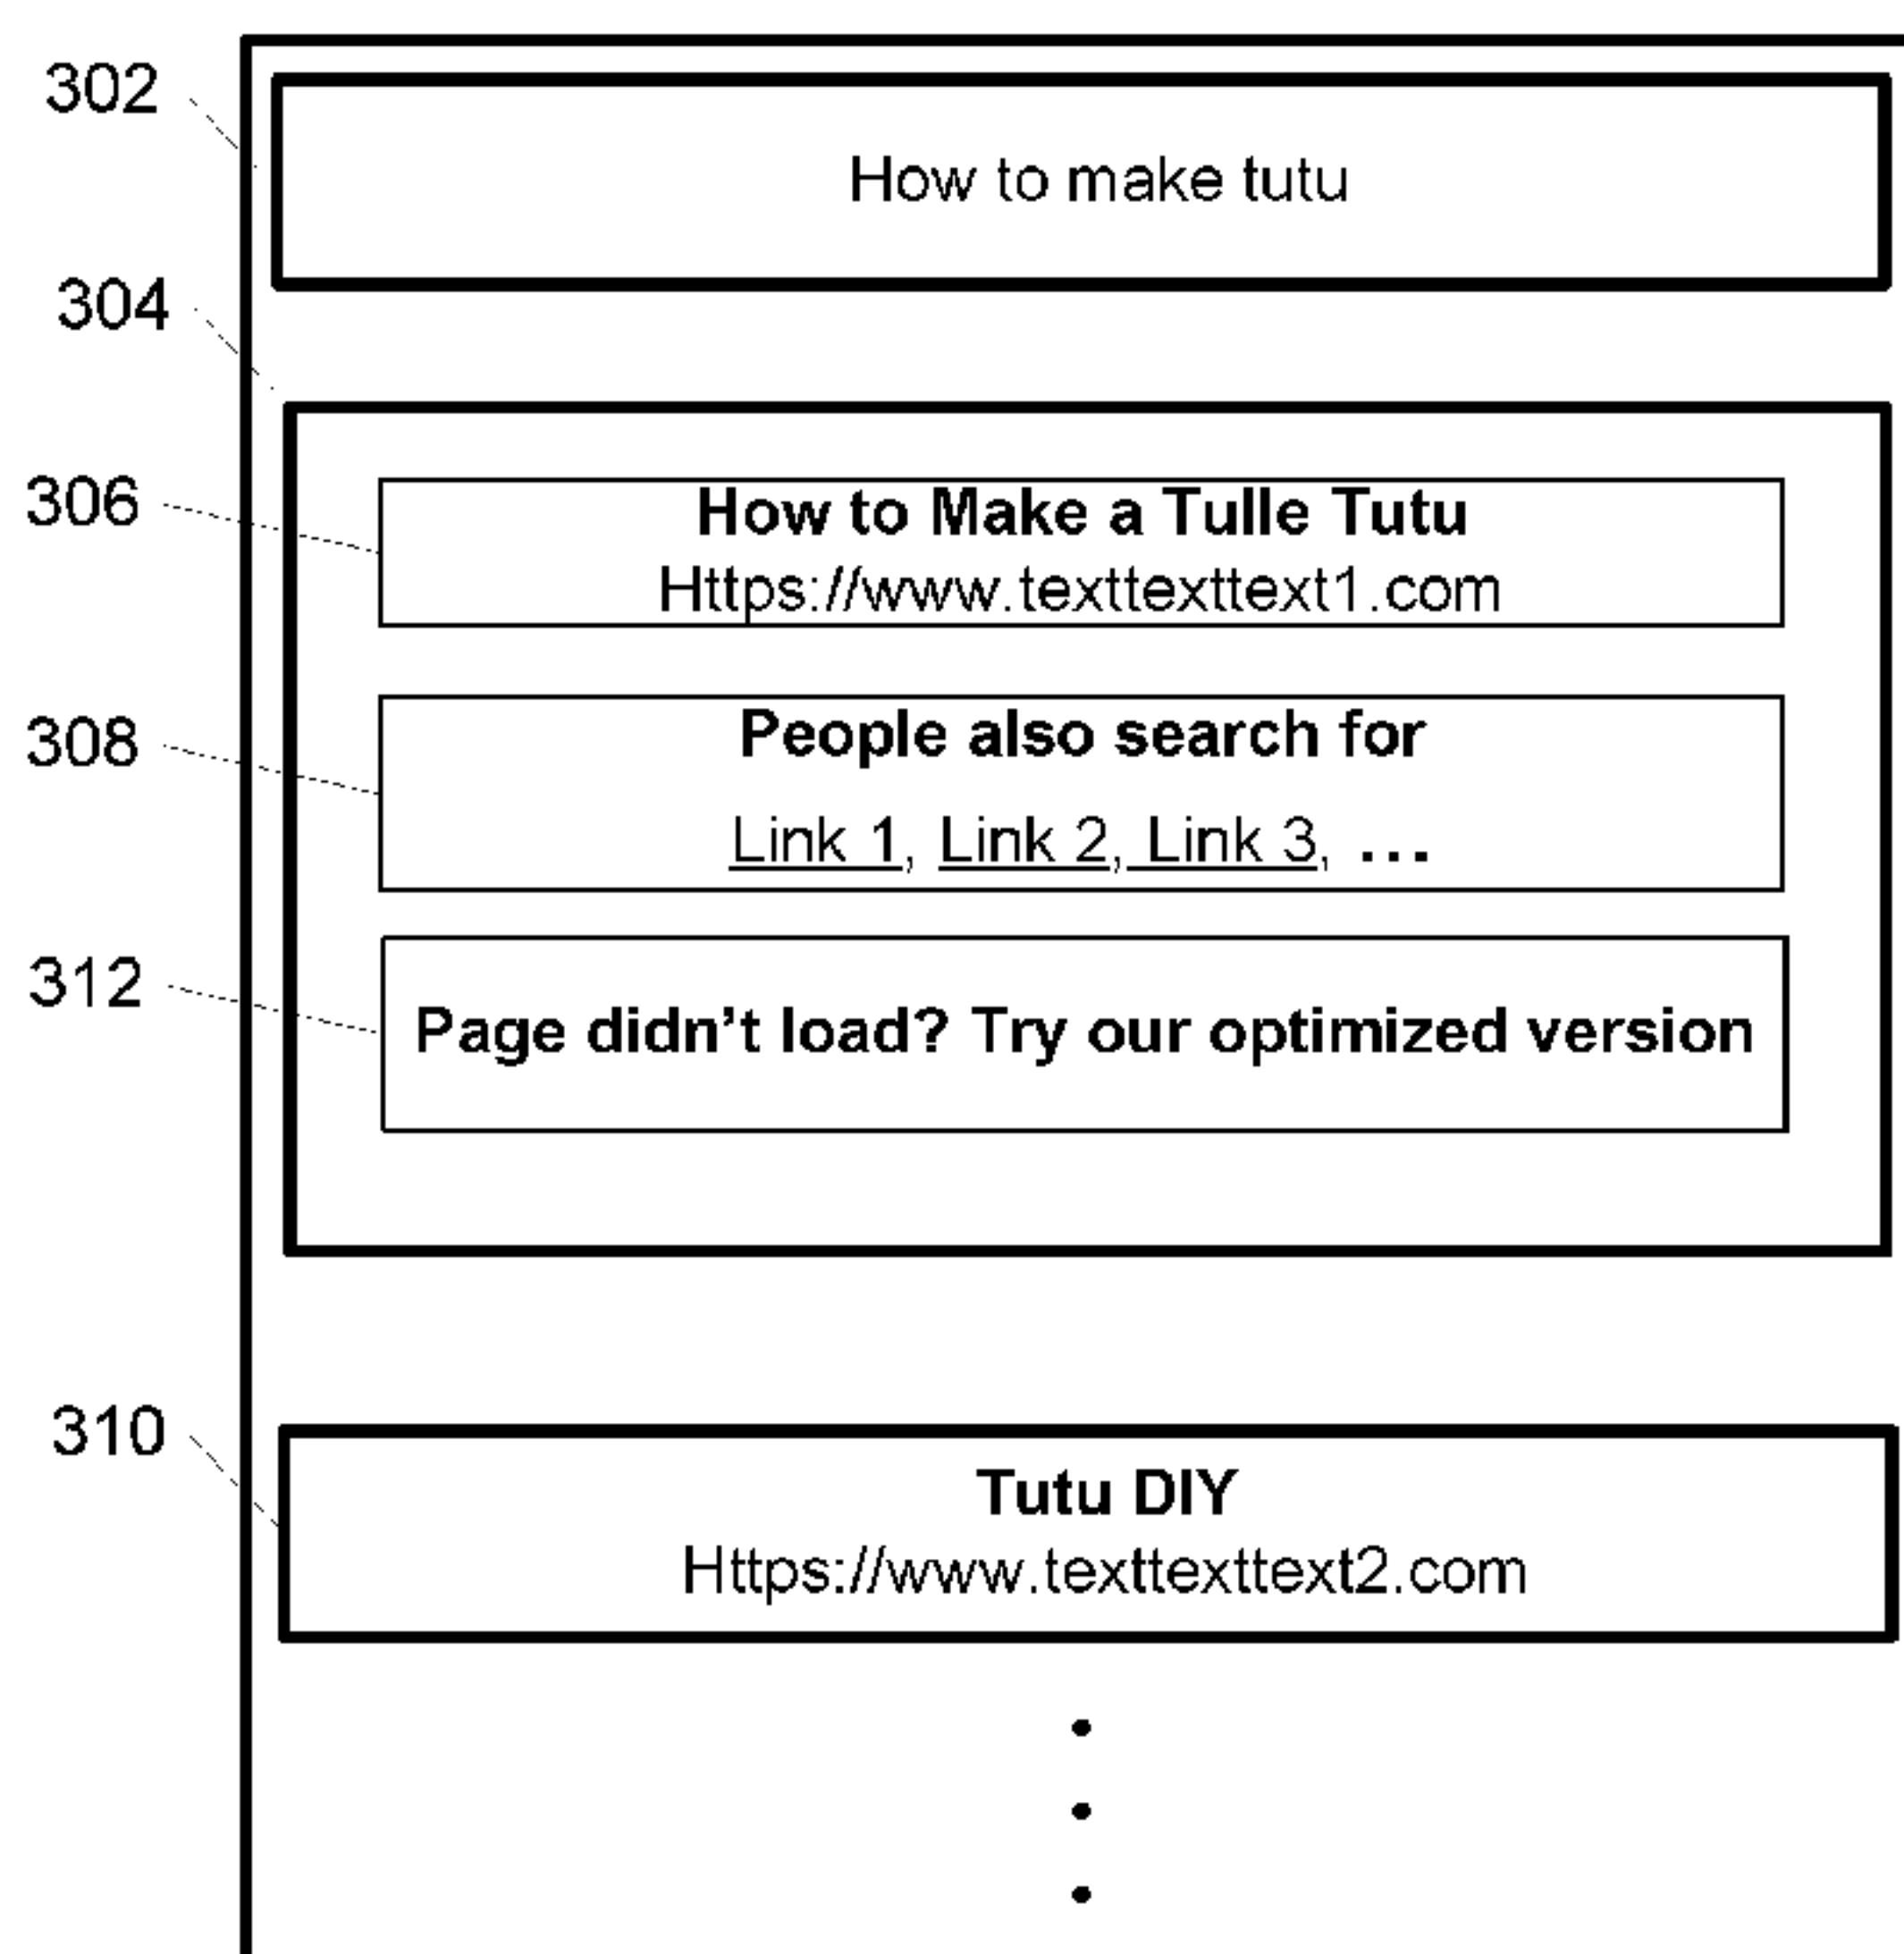 302
How to make tutu
304
306
How to Make a Tulle Tutu
Https://www.texttexttext1.com
308
People also search for
Link 1, Link 2, Link 3, ...
312
Page didn't load? Try our optimized version
310
Tutu DIY
Https://www.texttexttext2.com